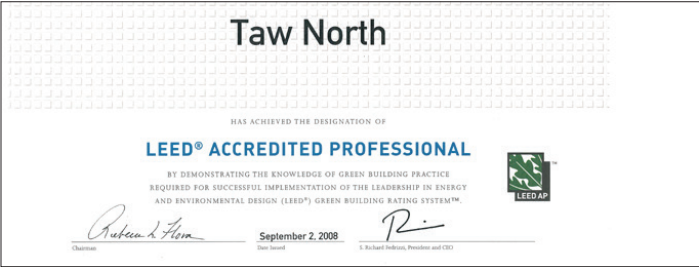 Taw North
HAS ACHIEVED THE DESIGNATION OF
LEED® ACCREDITED PROFESSIONAL
BY DEMONSTRATING THE KNOWLEDGE OF GREEN BUILDING PRACTICE
REQUIRED FOR SUCCESSFUL IMPLEMENTATION OF THE LEADERSHIP IN ENERGY
AND ENVIRONMENTAL DESIGN (LEED®) GREEN BUILDING RATING SYSTEM™.
LEED AP ™
September 2, 2008
Chairman
Date Issued
S. Richard Fedrizzi, President and CEO